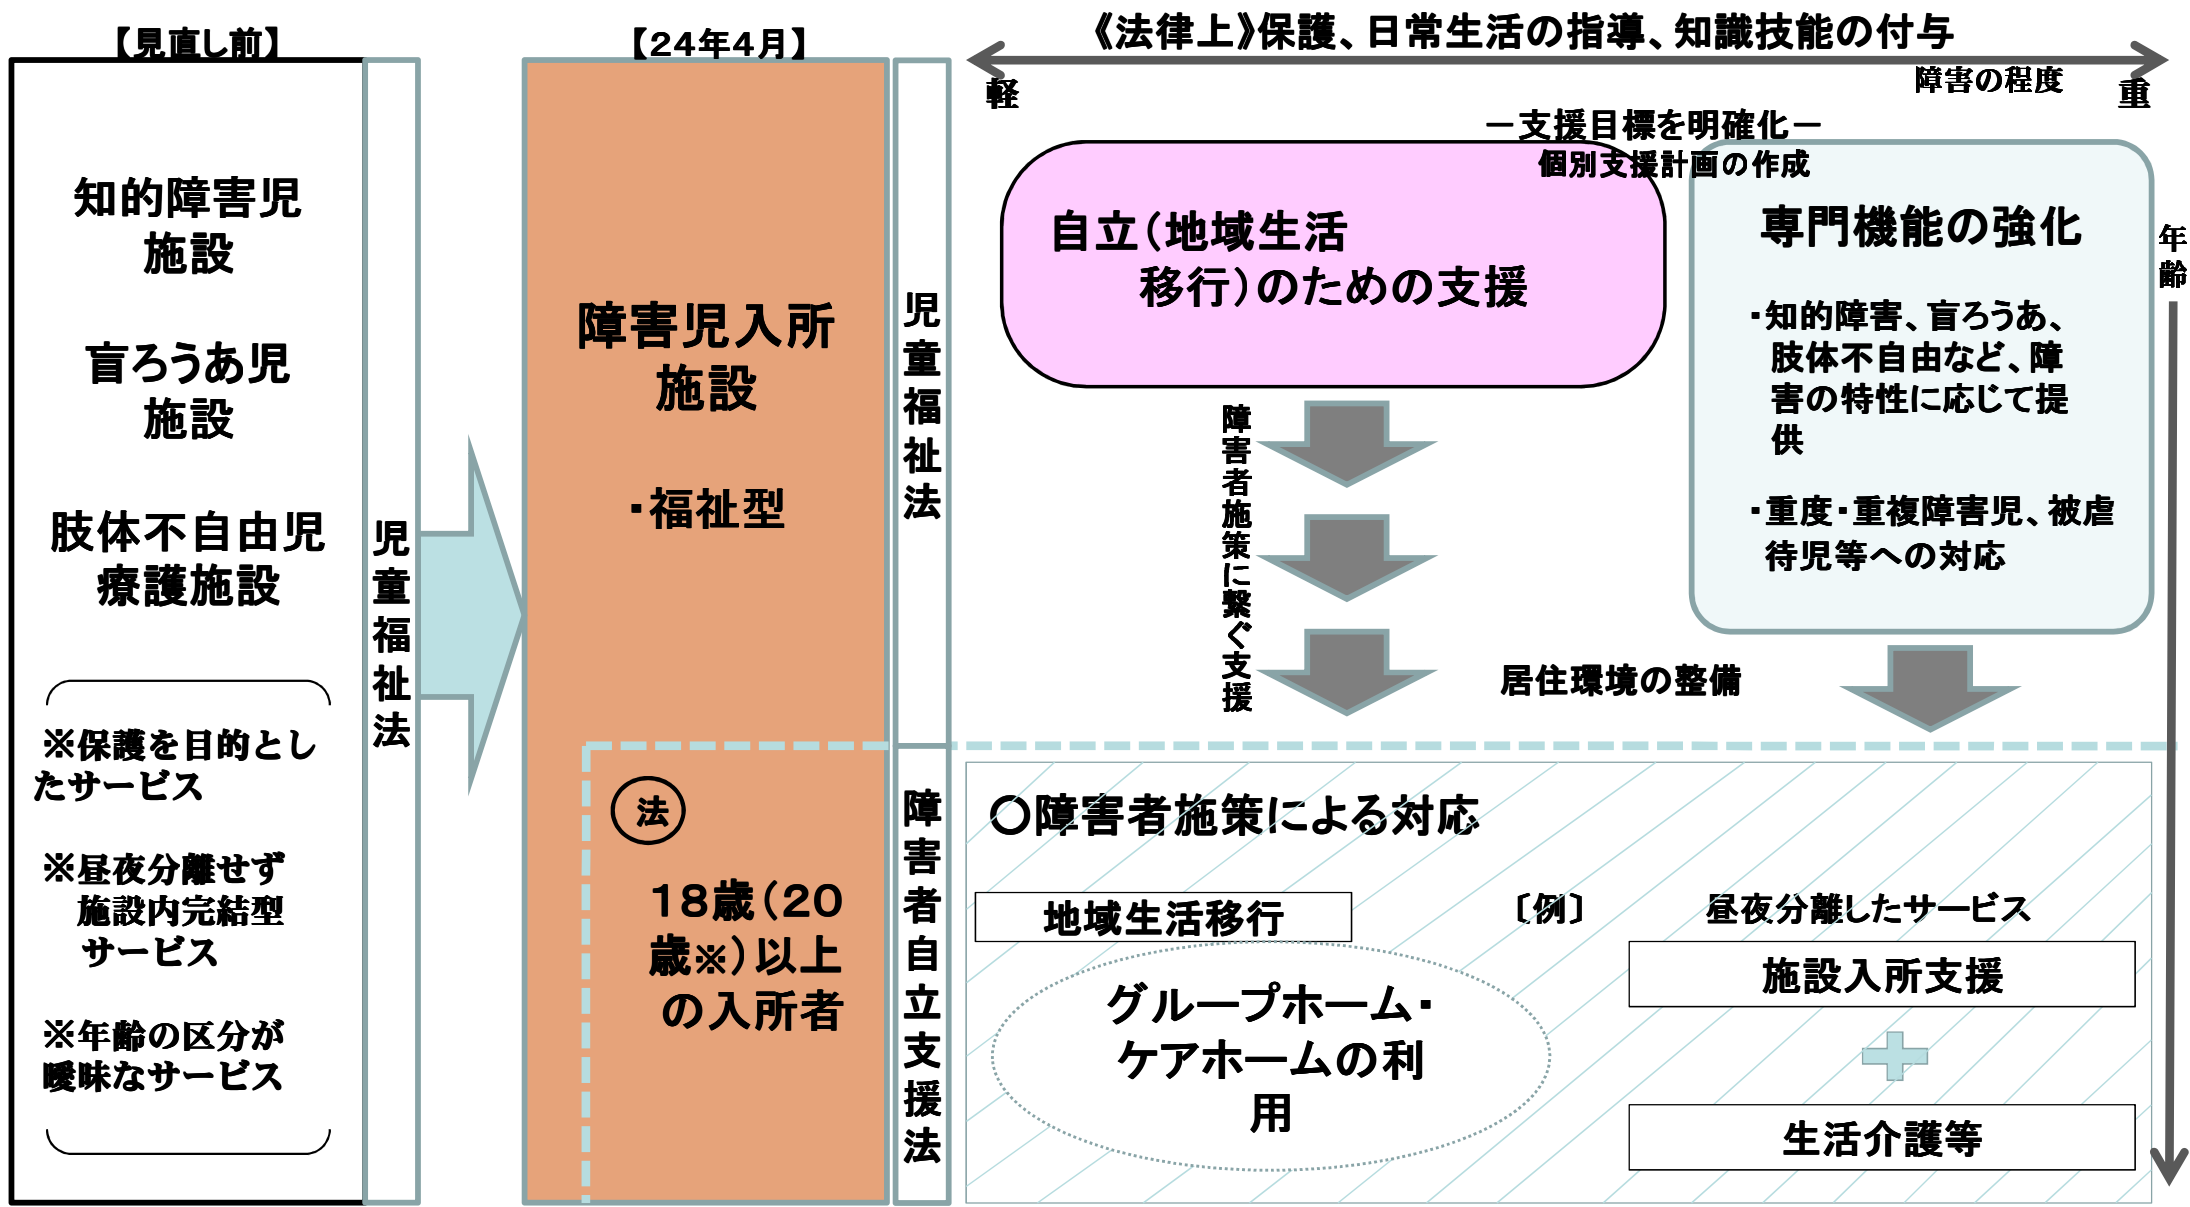 【見直し前】
知的障害児
施設
盲ろうあ児
施設
肢体不自由児
療護施設
※保護を目的とし
たサービス
※昼夜分離せず
施設内完結型
サービス
※年齢の区分が
曖昧なサービス
児童福祉法
【24年4月】
障害児入所
施設
・福祉型
法
18歳(20
歳※)以上
の入所者
児童福祉法
障害者自立支援法
《法律上》保護、日常生活の指導、知識技能の付与
軽
障害の程度
重
－支援目標を明確化－
個別支援計画の作成
自立(地域生活
移行)のための支援
専門機能の強化
・知的障害、盲ろうあ、
肢体不自由など、障
害の特性に応じて提
供
・重度・重複障害児、被虐
待児等への対応
年齢
障害者施策に繋ぐ支援
居住環境の整備
○障害者施策による対応
地域生活移行
〔例〕
昼夜分離したサービス
グループホーム・
ケアホームの利
用
施設入所支援
生活介護等